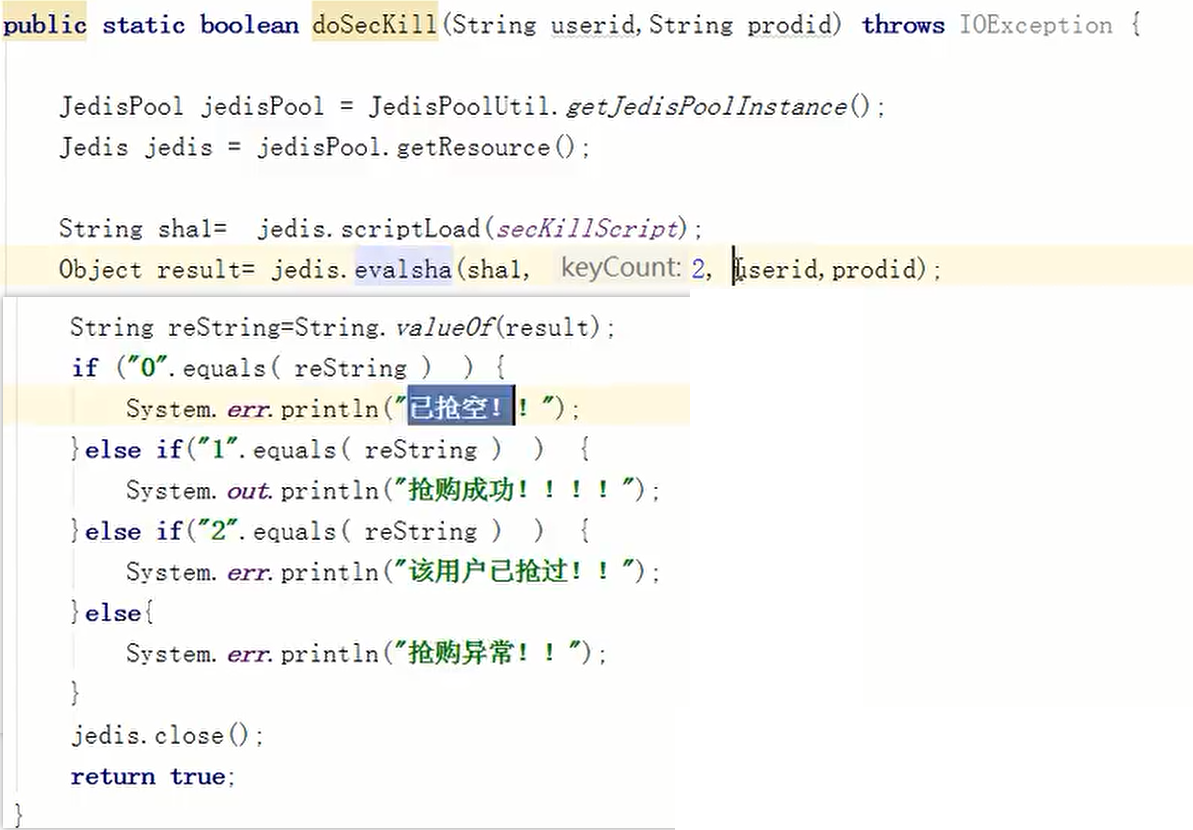 public static boolean doSecKill(String userid,String prodid) throws IOException {
JedisPool jedisPool = JedisPoolUtil.getJedisPoolInstance();
Jedis jedis = jedisPool.getResource();
String sha1=  jedis.scriptLoad(secKillScript);
Object result= jedis.evalsha(sha1, keyCount: 2, userid,prodid);
String reString=String.valueOf(result);
if ("0".equals( reString )  ) {
System.err.println("已抢空！！");
}else if("1".equals( reString )  )  {
System.out.println("抢购成功！！！！");
}else if("2".equals( reString )  )  {
System.err.println("该用户已抢过！！");
}else{
System.err.println("抢购异常！！");
}
jedis.close();
return true;
}